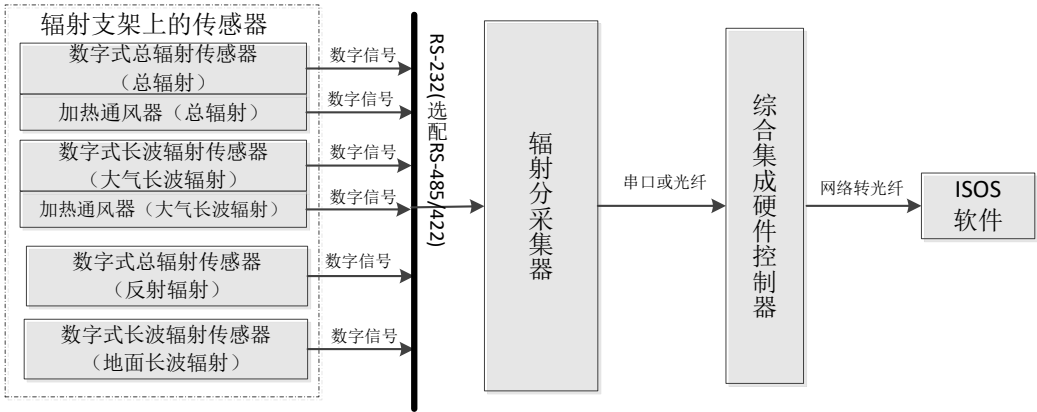 辐射支架上的传感器
数字式总辐射传感器
（总辐射）
数字信号
加热通风器（总辐射）
数字信号
数字式长波辐射传感器
（大气长波辐射）
数字信号
加热通风器（大气长波辐射）
数字信号
数字式总辐射传感器
（反射辐射）
数字信号
数字式长波辐射传感器
（地面长波辐射）
数字信号
RS-232(选配RS-485/422)
辐射分采集器
串口或光纤
综合集成硬件控制器
网络转光纤
ISOS
软件